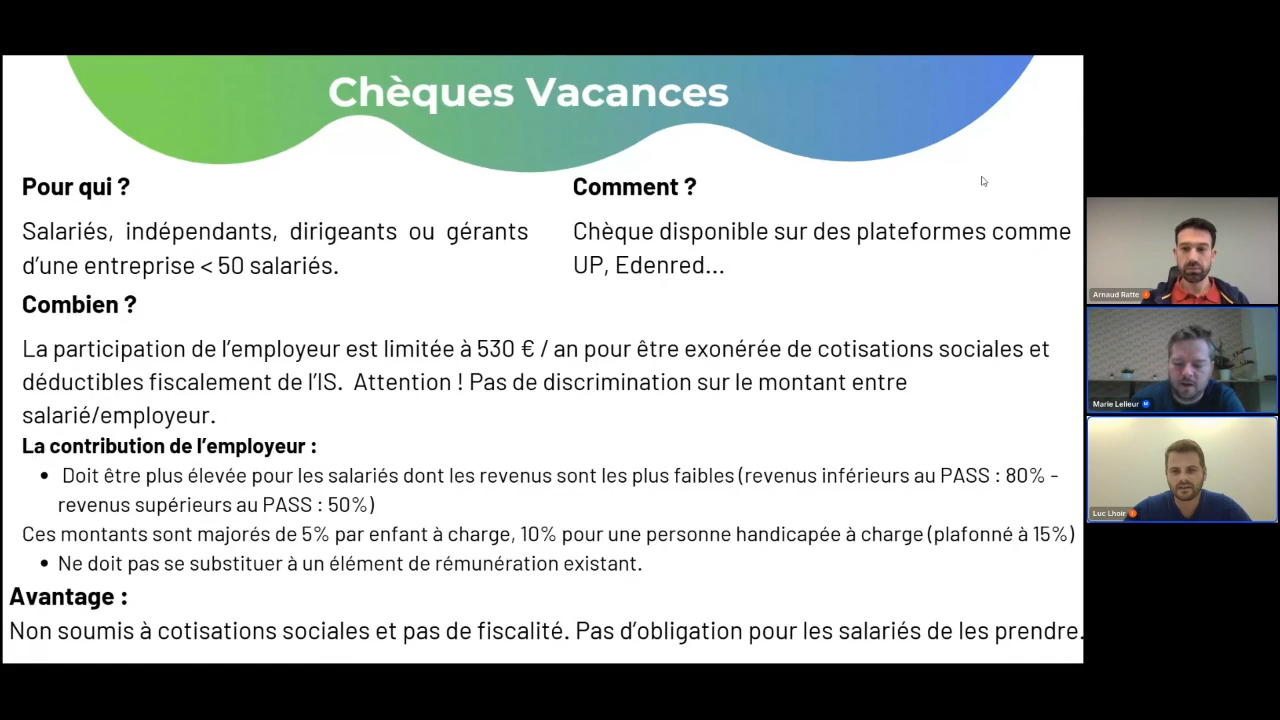 Chèques Vacances
Pour qui ?
Salariés, indépendants, dirigeants ou gérants
d'une entreprise < 50 salariés.
Comment ?
Chèque disponible sur des plateformes comme
UP, Edenred...
Combien ?
La participation de l'employeur est limitée à 530 € / an pour être exonérée de cotisations sociales et
déductibles fiscalement de l'IS. Attention ! Pas de discrimination sur le montant entre
salarié/employeur.
La contribution de l'employeur :
• Doit être plus élevée pour les salariés dont les revenus sont les plus faibles (revenus inférieurs au PASS : 80% -
revenus supérieurs au PASS : 50%)
Ces montants sont majorés de 5% par enfant à charge, 10% pour une personne handicapée à charge (plafonné à 15%)
• Ne doit pas se substituer à un élément de rémunération existant.
Avantage :
Non soumis à cotisations sociales et pas de fiscalité. Pas d'obligation pour les salariés de les prendre.
Arnaud Ratte
Marie Lelieur
Luc Lhoir